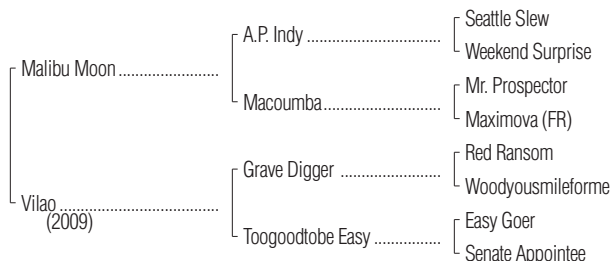 Seattle Slew
A.P. Indy ................................
Weekend Surprise
Malibu Moon ........................
Mr. Prospector
Macoumba ............................
Maximova (FR)
Red Ransom
Grave Digger ........................
Woodyousmileforme
Vilao ......................................
(2009)
Easy Goer
Toogoodtobe Easy ................
Senate Appointee